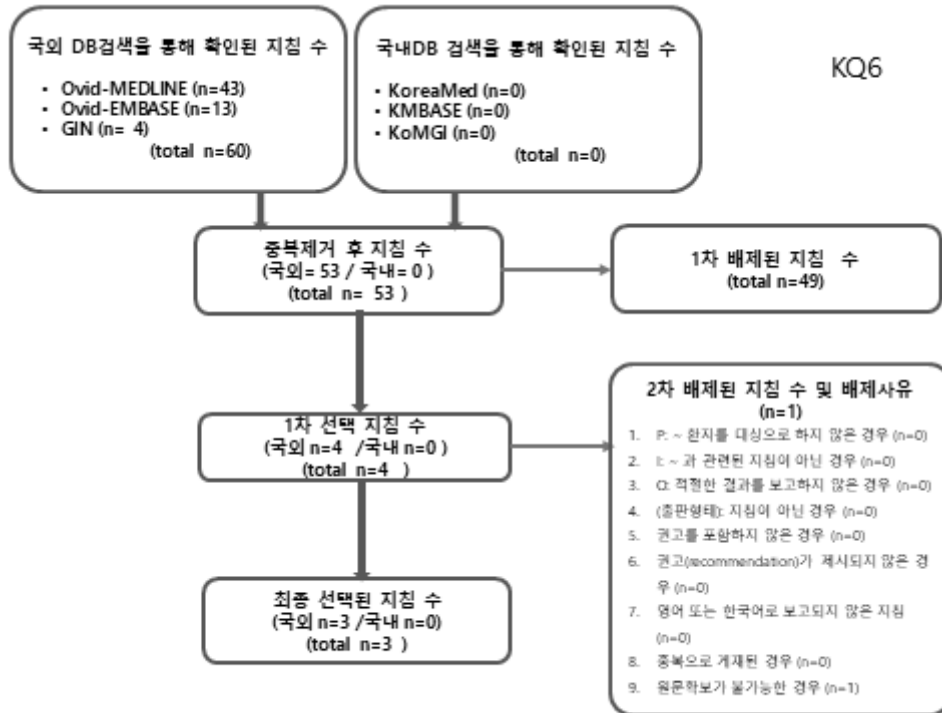 국외 DB검색을 통해 확인된 지침 수
• Ovid-MEDLINE (n=43)
• Ovid-EMBASE (n=13)
• GIN (n= 4)
(total n=60)
국내DB 검색을 통해 확인된 지침 수
• KoreaMed (n=0)
• KMBASE (n=0)
• KoMGI (n=0)
(total n=0)
KQ6
중복제거 후 지침 수
(국외= 53 / 국내= 0 )
(total n= 53 )
1차 배제된 지침 수
(total n=49)
1차 선택 지침 수
(국외 n=4 /국내 n=0 )
(total n=4 )
2차 배제된 지침 수 및 배제사유
(n=1)
1. P: ~ 환자를 대상으로 하지 않은 경우 (n=0)
2. I: ~ 과 관련된 지침이 아닌 경우 (n=0)
3. O: 적절한 결과를 보고하지 않은 경우 (n=0)
4. (출판형태): 지침이 아닌 경우 (n=0)
5. 권고를 포함하지 않은 경우 (n=0)
6. 권고(recommendation)가 제시되지 않은 경
우 (n=0)
7. 영어 또는 한국어로 보고되지 않은 지침
(n=0)
8. 중복으로 게재된 경우 (n=0)
9. 원문확보가 불가능한 경우 (n=1)
최종 선택된 지침 수
(국외 n=3 /국내 n=0)
(total n=3 )